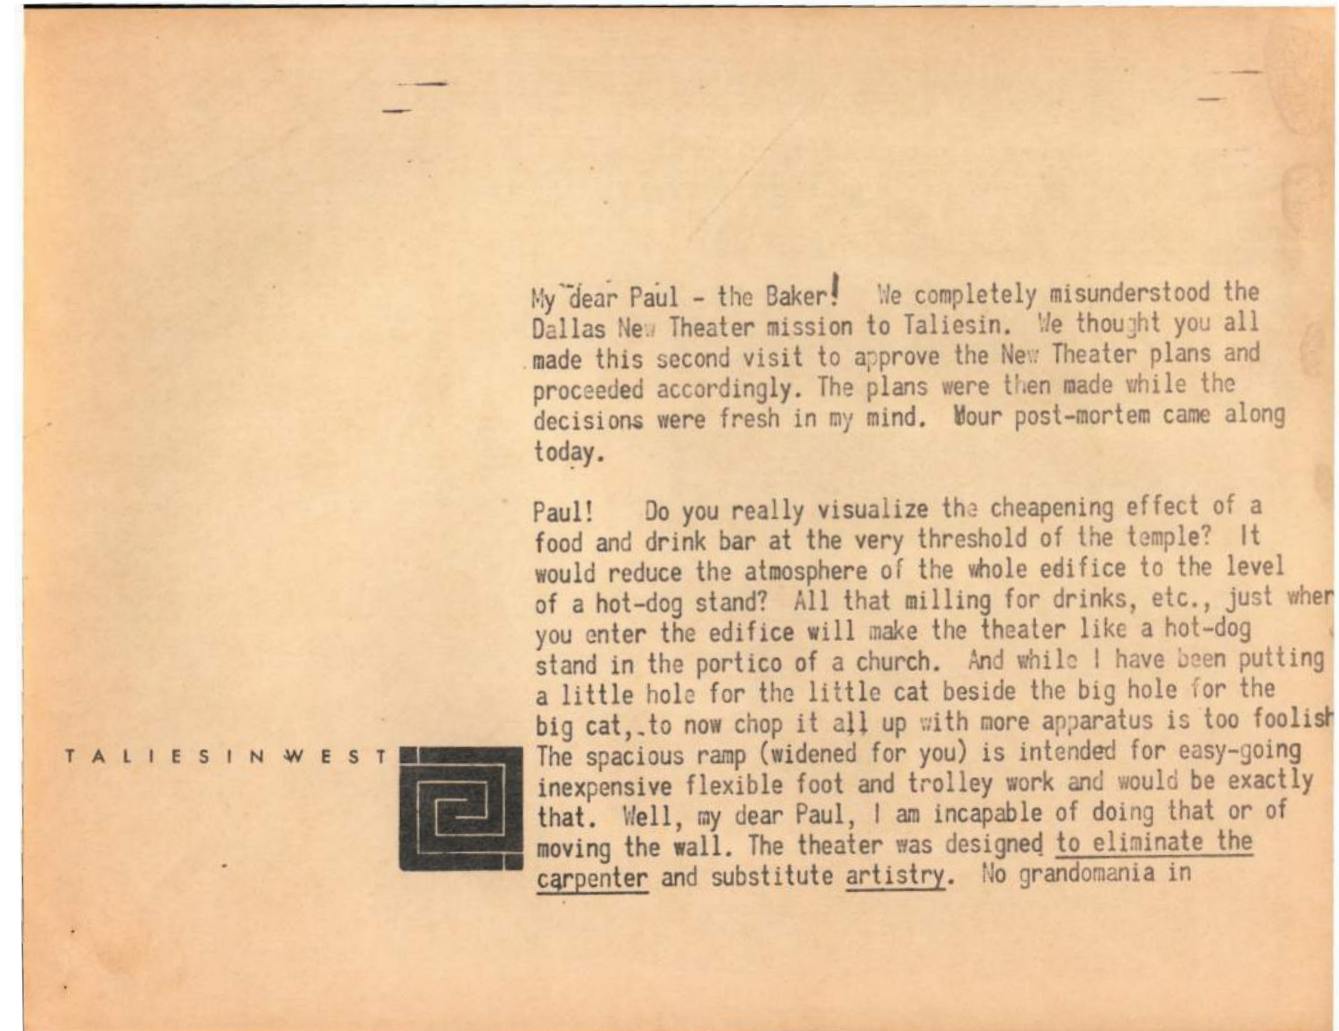 My dear Paul - the Baker! We completely misunderstood the
Dallas New Theater mission to Taliesin. We thought you all
made this second visit to approve the New Theater plans and
proceeded accordingly. The plans were then made while the
decisions were fresh in my mind. Your post-mortem came along
today.
Paul! Do you really visualize the cheapening effect of a
food and drink bar at the very threshold of the temple? It
would reduce the atmosphere of the whole edifice to the level
of a hot-dog stand? All that milling for drinks, etc., just wher
you enter the edifice will make the theater like a hot-dog
stand in the portico of a church. And while I have been putting
a little hole for the little cat beside the big hole for the
big cat, to now chop it all up with more apparatus is too foolish
TALIESIN WEST
The spacious ramp (widened for you) is intended for easy-going
inexpensive flexible foot and trolley work and would be exactly
that. Well, my dear Paul, I am incapable of doing that or of
moving the wall. The theater was designed to eliminate the
carpenter and substitute artistry. No grandomania in